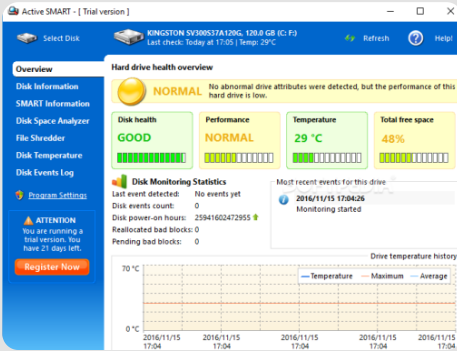 Active SMART - [ Trial version ]
Select Disk
KINGSTON SV300S37A120G, 120.0 GB (C: F:)
Last check: Today at 17:05 | Temp: 29°C
Refresh
Help!
Overview
Disk Information
SMART Information
Disk Space Analyzer
File Shredder
Disk Temperature
Disk Events Log
Program Settings
ATTENTION
You are running a
trial version. You
have 21 days left.
Register Now
Hard drive health overview
NORMAL
No abnormal drive attributes were detected, but the performance of this
hard drive is low.
Disk health
GOOD
Performance
NORMAL
Temperature
29 °C
Total free space
48%
Disk Monitoring Statistics
Last event detected: No events yet
Disk events count: 0
Disk power-on hours: 25941602472955
Reallocated bad blocks: 0
Pending bad blocks: 0
Most recent events for this drive
2016/11/15 17:04:26
Monitoring started
Drive temperature history
70 °C
Temperature
Maximum
Average
0 °C
2016/11/15 2016/11/15 2016/11/15 2016/11/15 2016/11/15
17:04 17:04 17:04 17:04 17:04